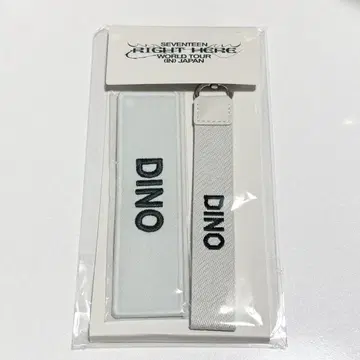 SEVENTEEN
RIGHT HERE
WORLD TOUR
(IN) JAPAN
DINO
DINO